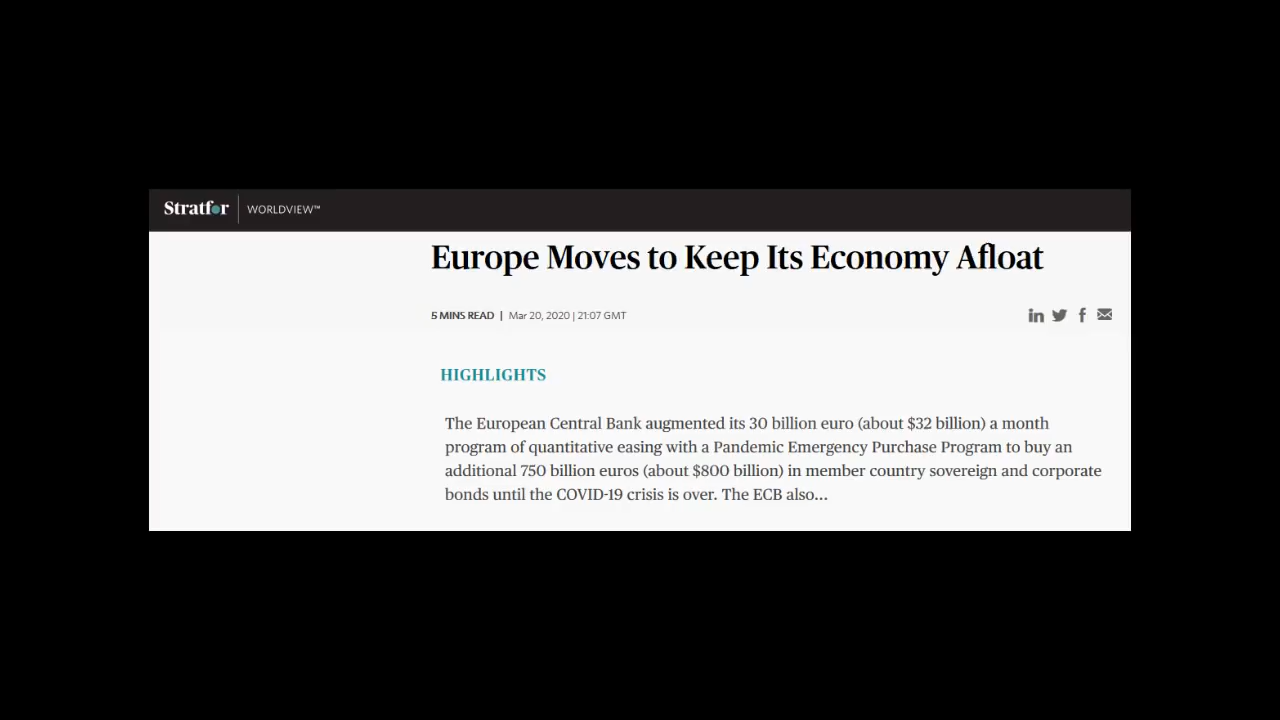 Stratfor | WORLDVIEW™
Europe Moves to Keep Its Economy Afloat
5 MINS READ | Mar 20, 2020 | 21:07 GMT
HIGHLIGHTS
The European Central Bank augmented its 30 billion euro (about $32 billion) a month
program of quantitative easing with a Pandemic Emergency Purchase Program to buy an
additional 750 billion euros (about $800 billion) in member country sovereign and corporate
bonds until the COVID-19 crisis is over. The ECB also...